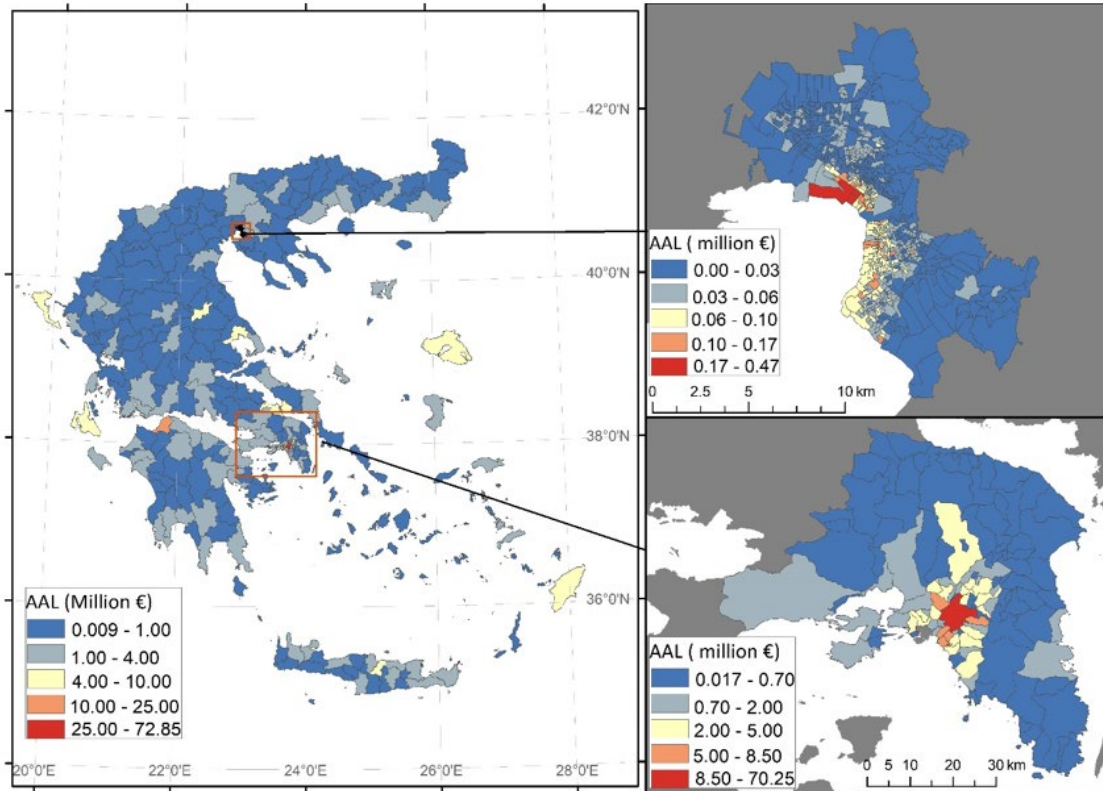 42°0'N
40°0'N
38°0'N
36°0'N
AAL (Million €)
0.009 - 1.00
1.00 - 4.00
4.00 - 10.00
10.00 - 25.00
25.00 - 72.85
20°0'E
22°0'E
24°0'E
26°0'E
28°0'E
AAL ( million €)
0.00 - 0.03
0.03 - 0.06
0.06 - 0.10
0.10 - 0.17
0.17 - 0.47
0 2.5 5 10 km
AAL ( million €)
0.017 - 0.70
0.70 - 2.00
2.00 - 5.00
5.00 - 8.50
8.50 - 70.25
0 5 10 20 30 km